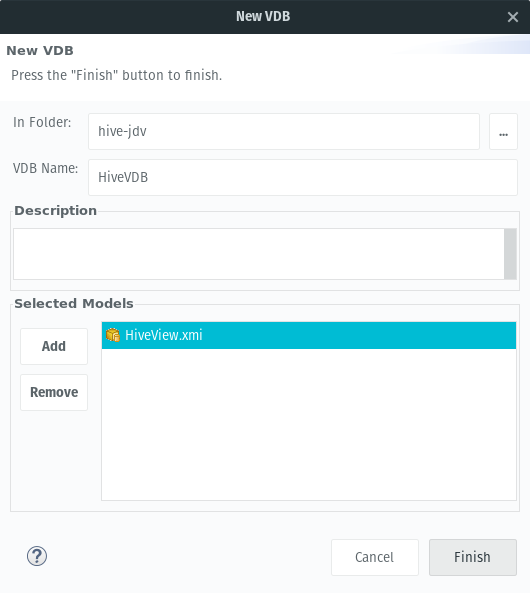 New VDB
New VDB
Press the "Finish" button to finish.
In Folder: hive-jdv ...
VDB Name: HiveVDB
Description
Selected Models
Add
HiveView.xmi
Remove
? Cancel Finish